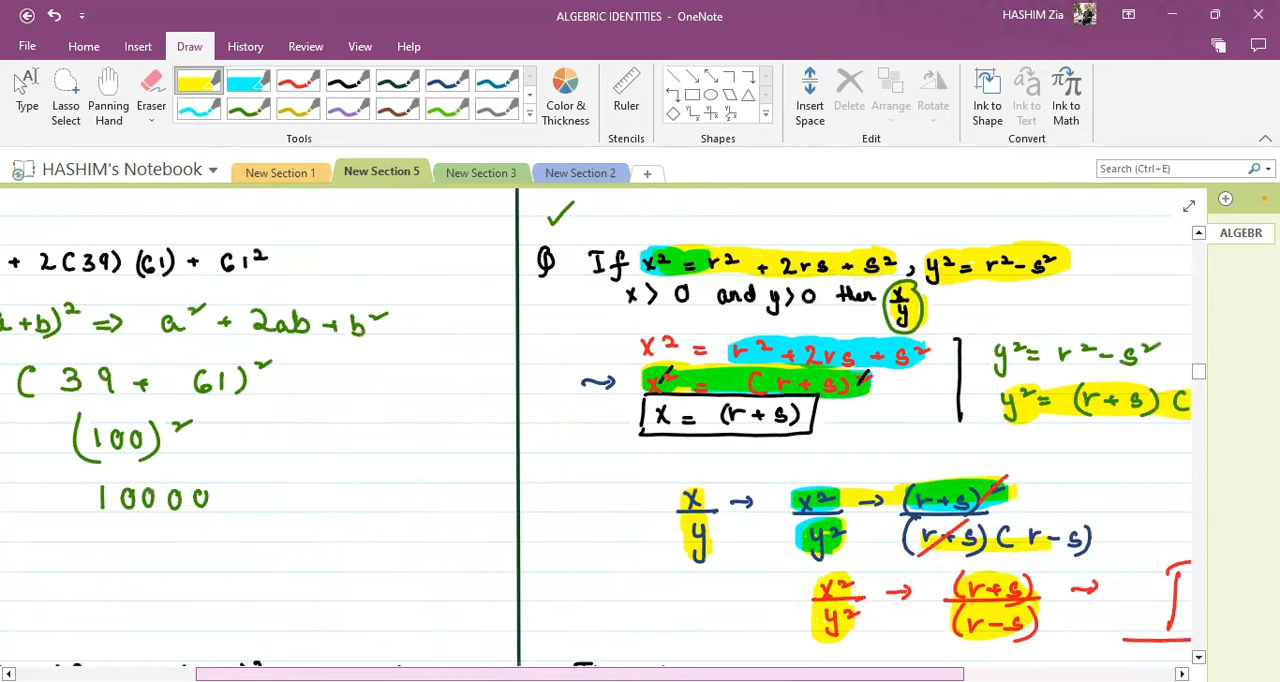 ALGEBRIC IDENTITIES - OneNote
HASHIM Zia
File Home Insert Draw History Review View Help
Type
Lasso Select
Panning Hand
Eraser
Color & Thickness
Ruler
Insert Space
Delete
Arrange
Rotate
Ink to Shape
Ink to Text
Ink to Math
Tools
Stencils
Shapes
Edit
Convert
HASHIM's Notebook
New Section 1
New Section 5
New Section 3
New Section 2
Search (Ctrl+E)
ALGEBR
+ 2(39)(61) + 61²
a+b)² => a² + 2ab + b²
(39 + 61)²
(100)²
10000
✓
Q If x² = r² + 2rs + s², y² = r² - s²
x > 0 and y > 0 then x/y
x² = r² + 2rs + s²
x² = (r + s)²
x = (r + s)
y² = r² - s²
y² = (r + s)(
x/y → x²/y² → (r+s)²/(r+s)(r-s)
x²/y² → (r+s)/(r-s) →